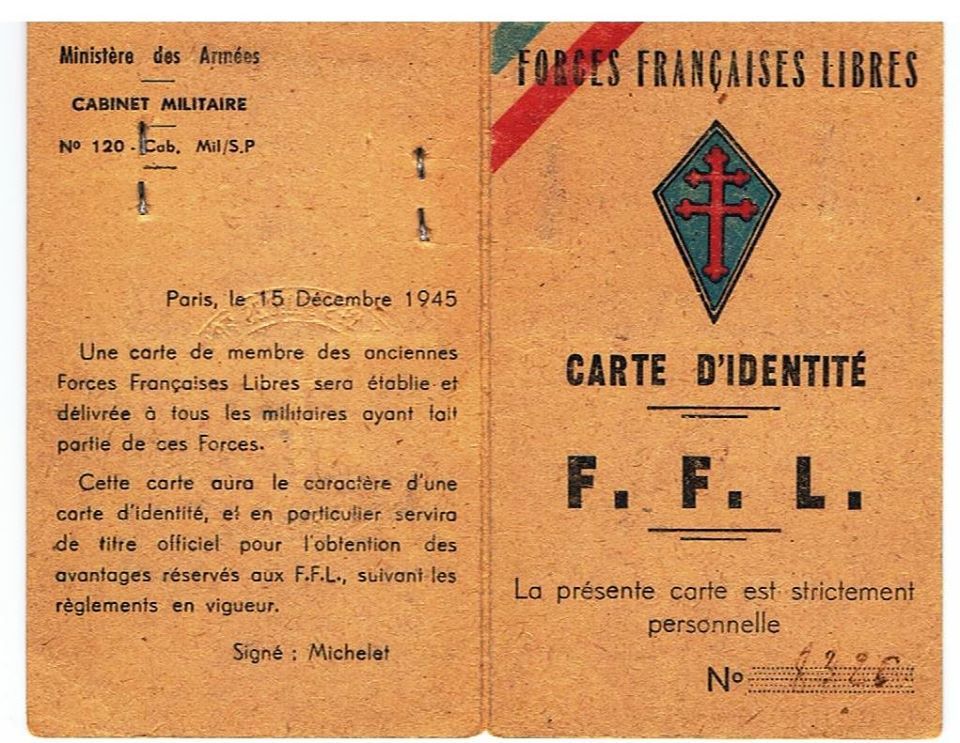 Ministère des Armées
CABINET MILITAIRE
Nº 120 - Cab. Mil/S.P
Paris, le 15 Décembre 1945
Une carte de membre des anciennes
Forces Françaises Libres sera établie et
délivrée à tous les militaires ayant fait
partie de ces Forces.
Cette carte aura le caractère d'une
carte d'identité, et en particulier servira
de titre officiel pour l'obtention des
avantages réservés aux F.F.L., suivant les
règlements en vigueur.
Signé : Michelet
FORCES FRANÇAISES LIBRES
CARTE D'IDENTITÉ
F. F. L.
La présente carte est strictement
personnelle
Nº